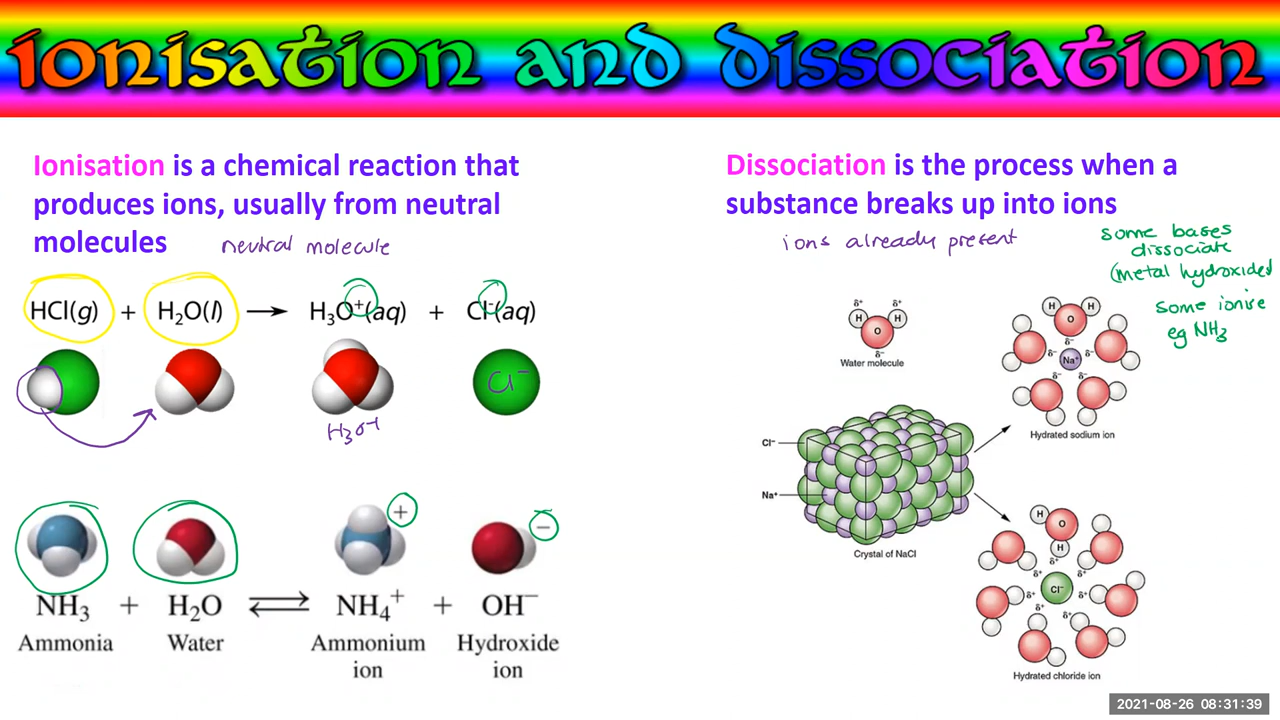 ionisation and dissociation
Ionisation is a chemical reaction that
produces ions, usually from neutral
molecules
neutral molecule
HCl(g) + H₂O(l) → H₃O⁺(aq) + Cl⁻(aq)
Cl⁻
H₃O+
+
−
NH₃ + H₂O ⇌ NH₄⁺ + OH⁻
Ammonia Water Ammonium Hydroxide
ion ion
Dissociation is the process when a
substance breaks up into ions
ions already present
some bases
dissociate
(metal hydroxides
some ionise
eg NH₃
δ⁺ δ⁺
H H
O
δ⁻
Water molecule
H H
O
δ⁻
δ⁻ δ⁻
Na⁺
δ⁻ δ⁻
Hydrated sodium ion
Cl⁻
Na⁺
Crystal of NaCl
H O
H
δ⁺
δ⁺ δ⁺
δ⁺ Cl⁻ δ⁺
δ⁺ δ⁺
Hydrated chloride ion
2021-08-26 08:31:39